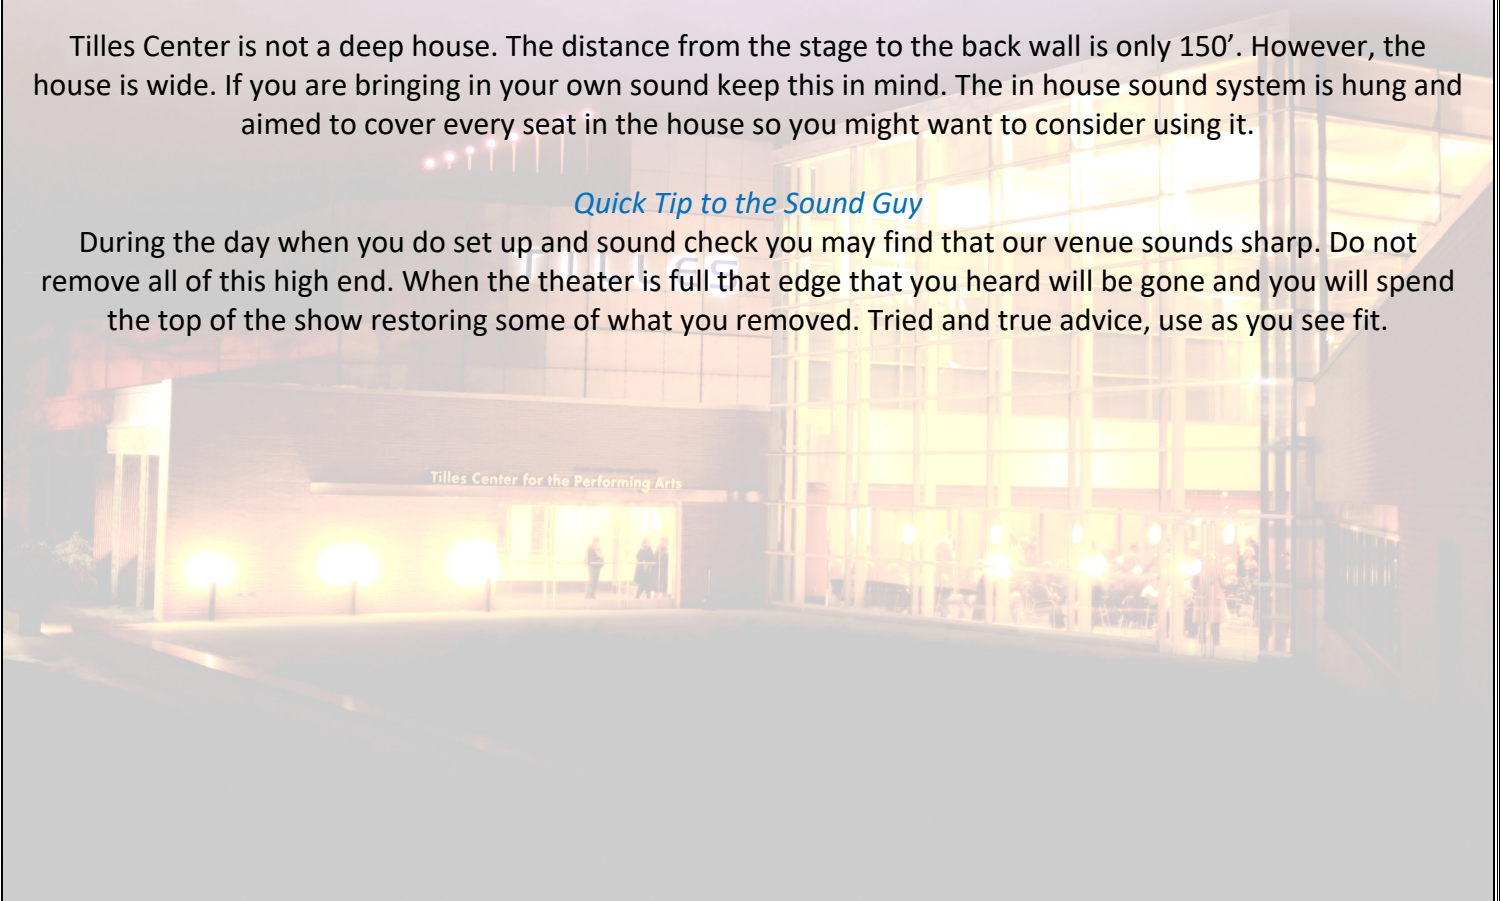 Tilles Center is not a deep house. The distance from the stage to the back wall is only 150’. However, the
house is wide. If you are bringing in your own sound keep this in mind. The in house sound system is hung and
aimed to cover every seat in the house so you might want to consider using it.
Quick Tip to the Sound Guy
During the day when you do set up and sound check you may find that our venue sounds sharp. Do not
TILLES
remove all of this high end. When the theater is full that edge that you heard will be gone and you will spend
the top of the show restoring some of what you removed. Tried and true advice, use as you see fit.
Tilles Center for the Performing Arts